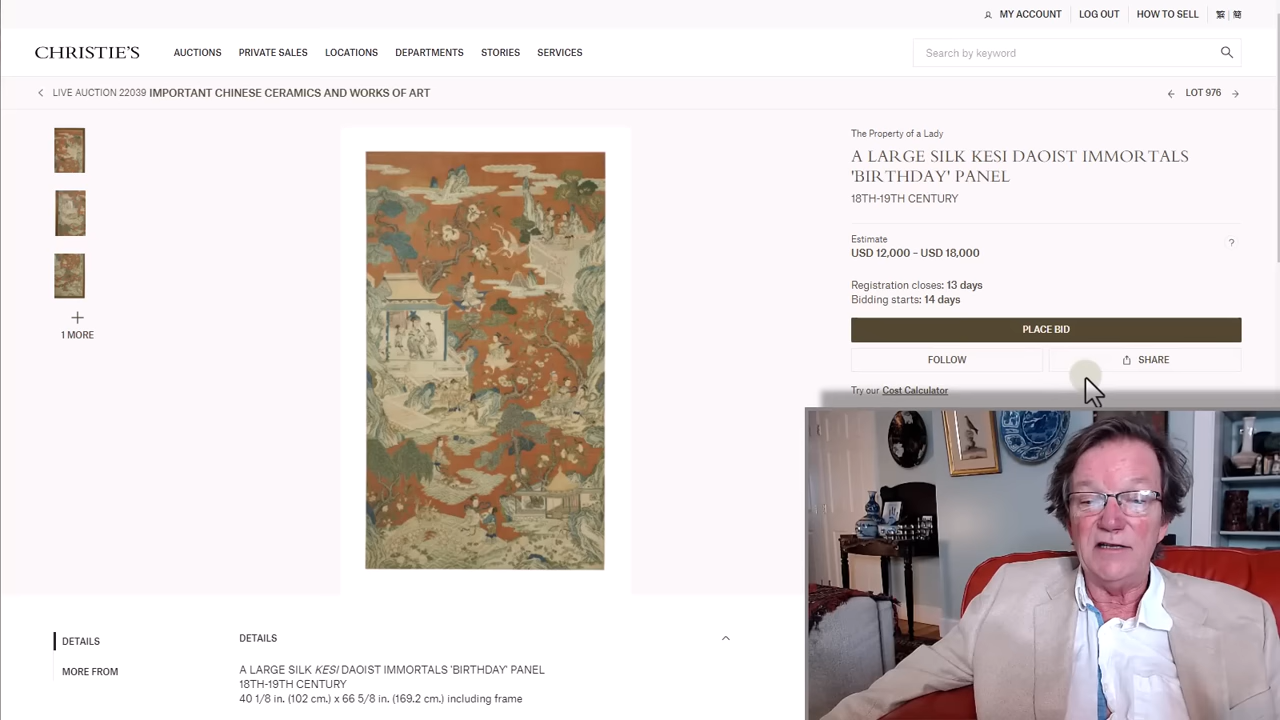 MY ACCOUNT
LOG OUT
HOW TO SELL
繁 | 簡
CHRISTIE'S
AUCTIONS
PRIVATE SALES
LOCATIONS
DEPARTMENTS
STORIES
SERVICES
Search by keyword
LIVE AUCTION 22039 IMPORTANT CHINESE CERAMICS AND WORKS OF ART
LOT 976
The Property of a Lady
A LARGE SILK KESI DAOIST IMMORTALS
'BIRTHDAY' PANEL
18TH-19TH CENTURY
Estimate
?
USD 12,000 – USD 18,000
Registration closes: 13 days
Bidding starts: 14 days
PLACE BID
FOLLOW
SHARE
Try our Cost Calculator
1 MORE
DETAILS
MORE FROM
DETAILS
A LARGE SILK KESI DAOIST IMMORTALS 'BIRTHDAY' PANEL
18TH-19TH CENTURY
40 1/8 in. (102 cm.) x 66 5/8 in. (169.2 cm.) including frame